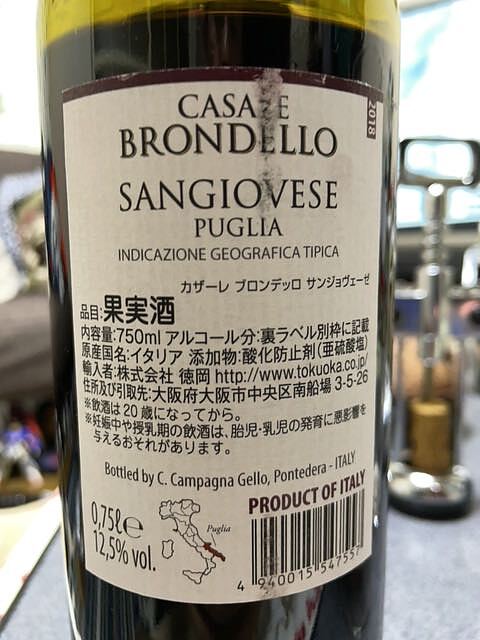 CASALE
BRONDELLO
2018
SANGIOVESE
PUGLIA
INDICAZIONE GEOGRAFICA TIPICA
カザーレ ブロンデッロ サンジョヴェーゼ
品目:果実酒
内容量:750ml アルコール分:裏ラベル別枠に記載
原産国名:イタリア 添加物:酸化防止剤(亜硫酸塩)
輸入者:株式会社 徳岡 http://www.tokuoka.co.jp/
住所及び引取先:大阪府大阪市中央区南船場 3-5-26
※飲酒は20歳になってから。
※妊娠中や授乳期の飲酒は、胎児・乳児の発育に悪影響を
与えるおそれがあります。
Bottled by C. Campagna Gello, Pontedera - ITALY
PRODUCT OF ITALY
0,75ℓ℮
12,5% vol.
Puglia
4 940015 547557